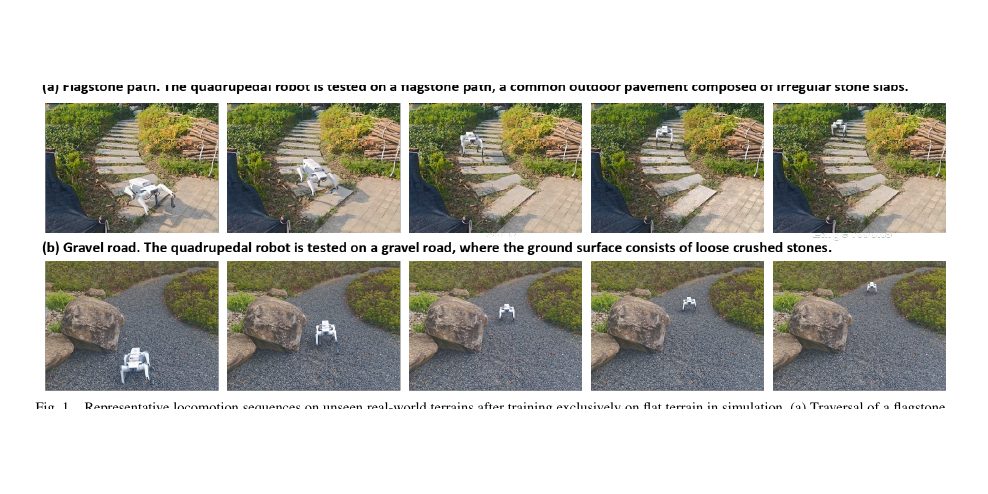 (a) Flagstone path. The quadrupedal robot is tested on a flagstone path, a common outdoor pavement composed of irregular stone slabs.
(b) Gravel road. The quadrupedal robot is tested on a gravel road, where the ground surface consists of loose crushed stones.
Fig. 1. Representative locomotion sequences on unseen real-world terrains after training exclusively on flat terrain in simulation. (a) Traversal of a flagstone